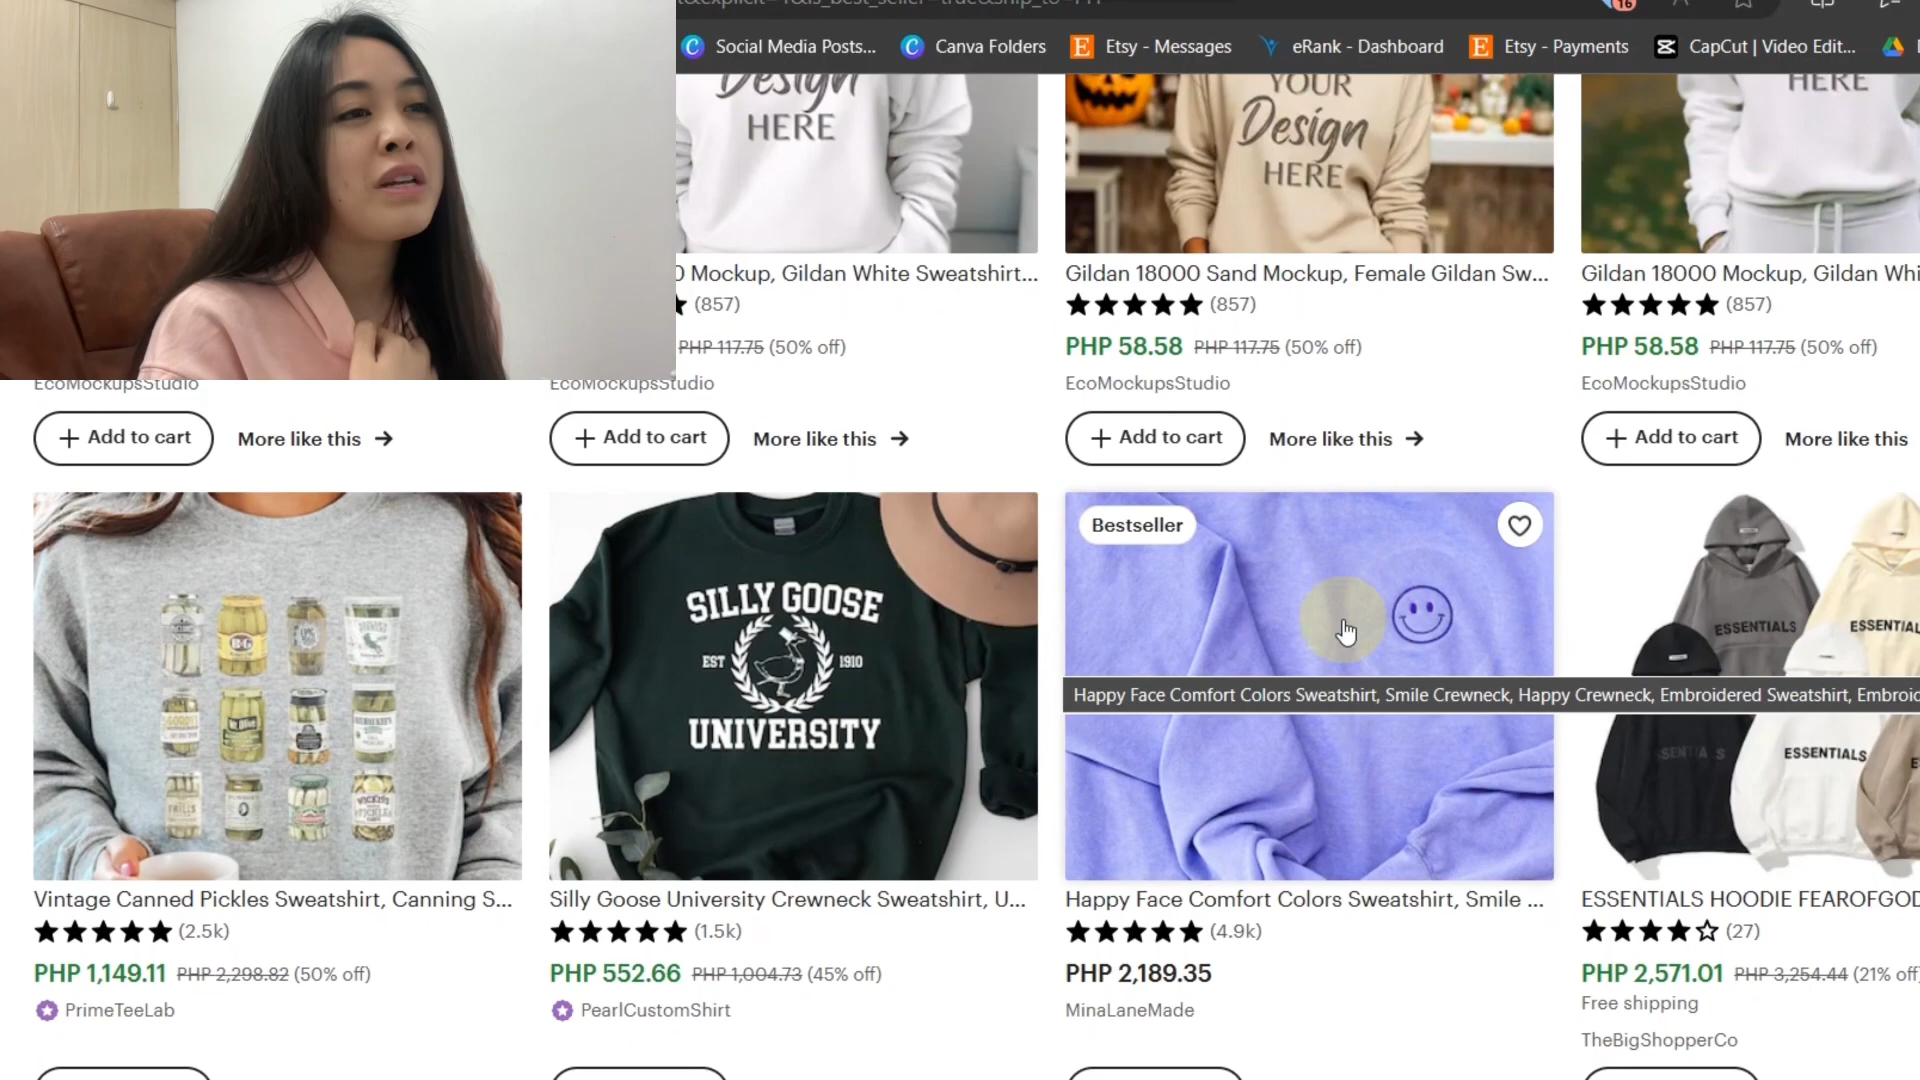 Social Media Posts...
Canva Folders
Etsy - Messages
eRank - Dashboard
Etsy - Payments
CapCut | Video Edit...
16
Design
HERE
YOUR
Design
HERE
HERE
0 Mockup, Gildan White Sweatshirt...
Gildan 18000 Sand Mockup, Female Gildan Sw...
Gildan 18000 Mockup, Gildan Whi
(857)
(857)
(857)
PHP 117.75 (50% off)
PHP 58.58 PHP 117.75 (50% off)
PHP 58.58 PHP 117.75 (50% off)
EcoMockupsStudio
EcoMockupsStudio
EcoMockupsStudio
EcoMockupsStudio
+ Add to cart
More like this →
+ Add to cart
More like this →
+ Add to cart
More like this →
+ Add to cart
More like this
SILLY GOOSE
EST 1910
UNIVERSITY
Bestseller
ESSENTIALS
ESSENTIAL
Happy Face Comfort Colors Sweatshirt, Smile Crewneck, Happy Crewneck, Embroidered Sweatshirt, Embroid
ESSENTIALS
Vintage Canned Pickles Sweatshirt, Canning S...
Silly Goose University Crewneck Sweatshirt, U...
Happy Face Comfort Colors Sweatshirt, Smile ...
ESSENTIALS HOODIE FEAROFGOD
(2.5k)
(1.5k)
(4.9k)
(27)
PHP 1,149.11 PHP 2,298.82 (50% off)
PHP 552.66 PHP 1,004.73 (45% off)
PHP 2,189.35
PHP 2,571.01 PHP 3,254.44 (21% off)
Free shipping
PrimeTeeLab
PearlCustomShirt
MinaLaneMade
TheBigShopperCo